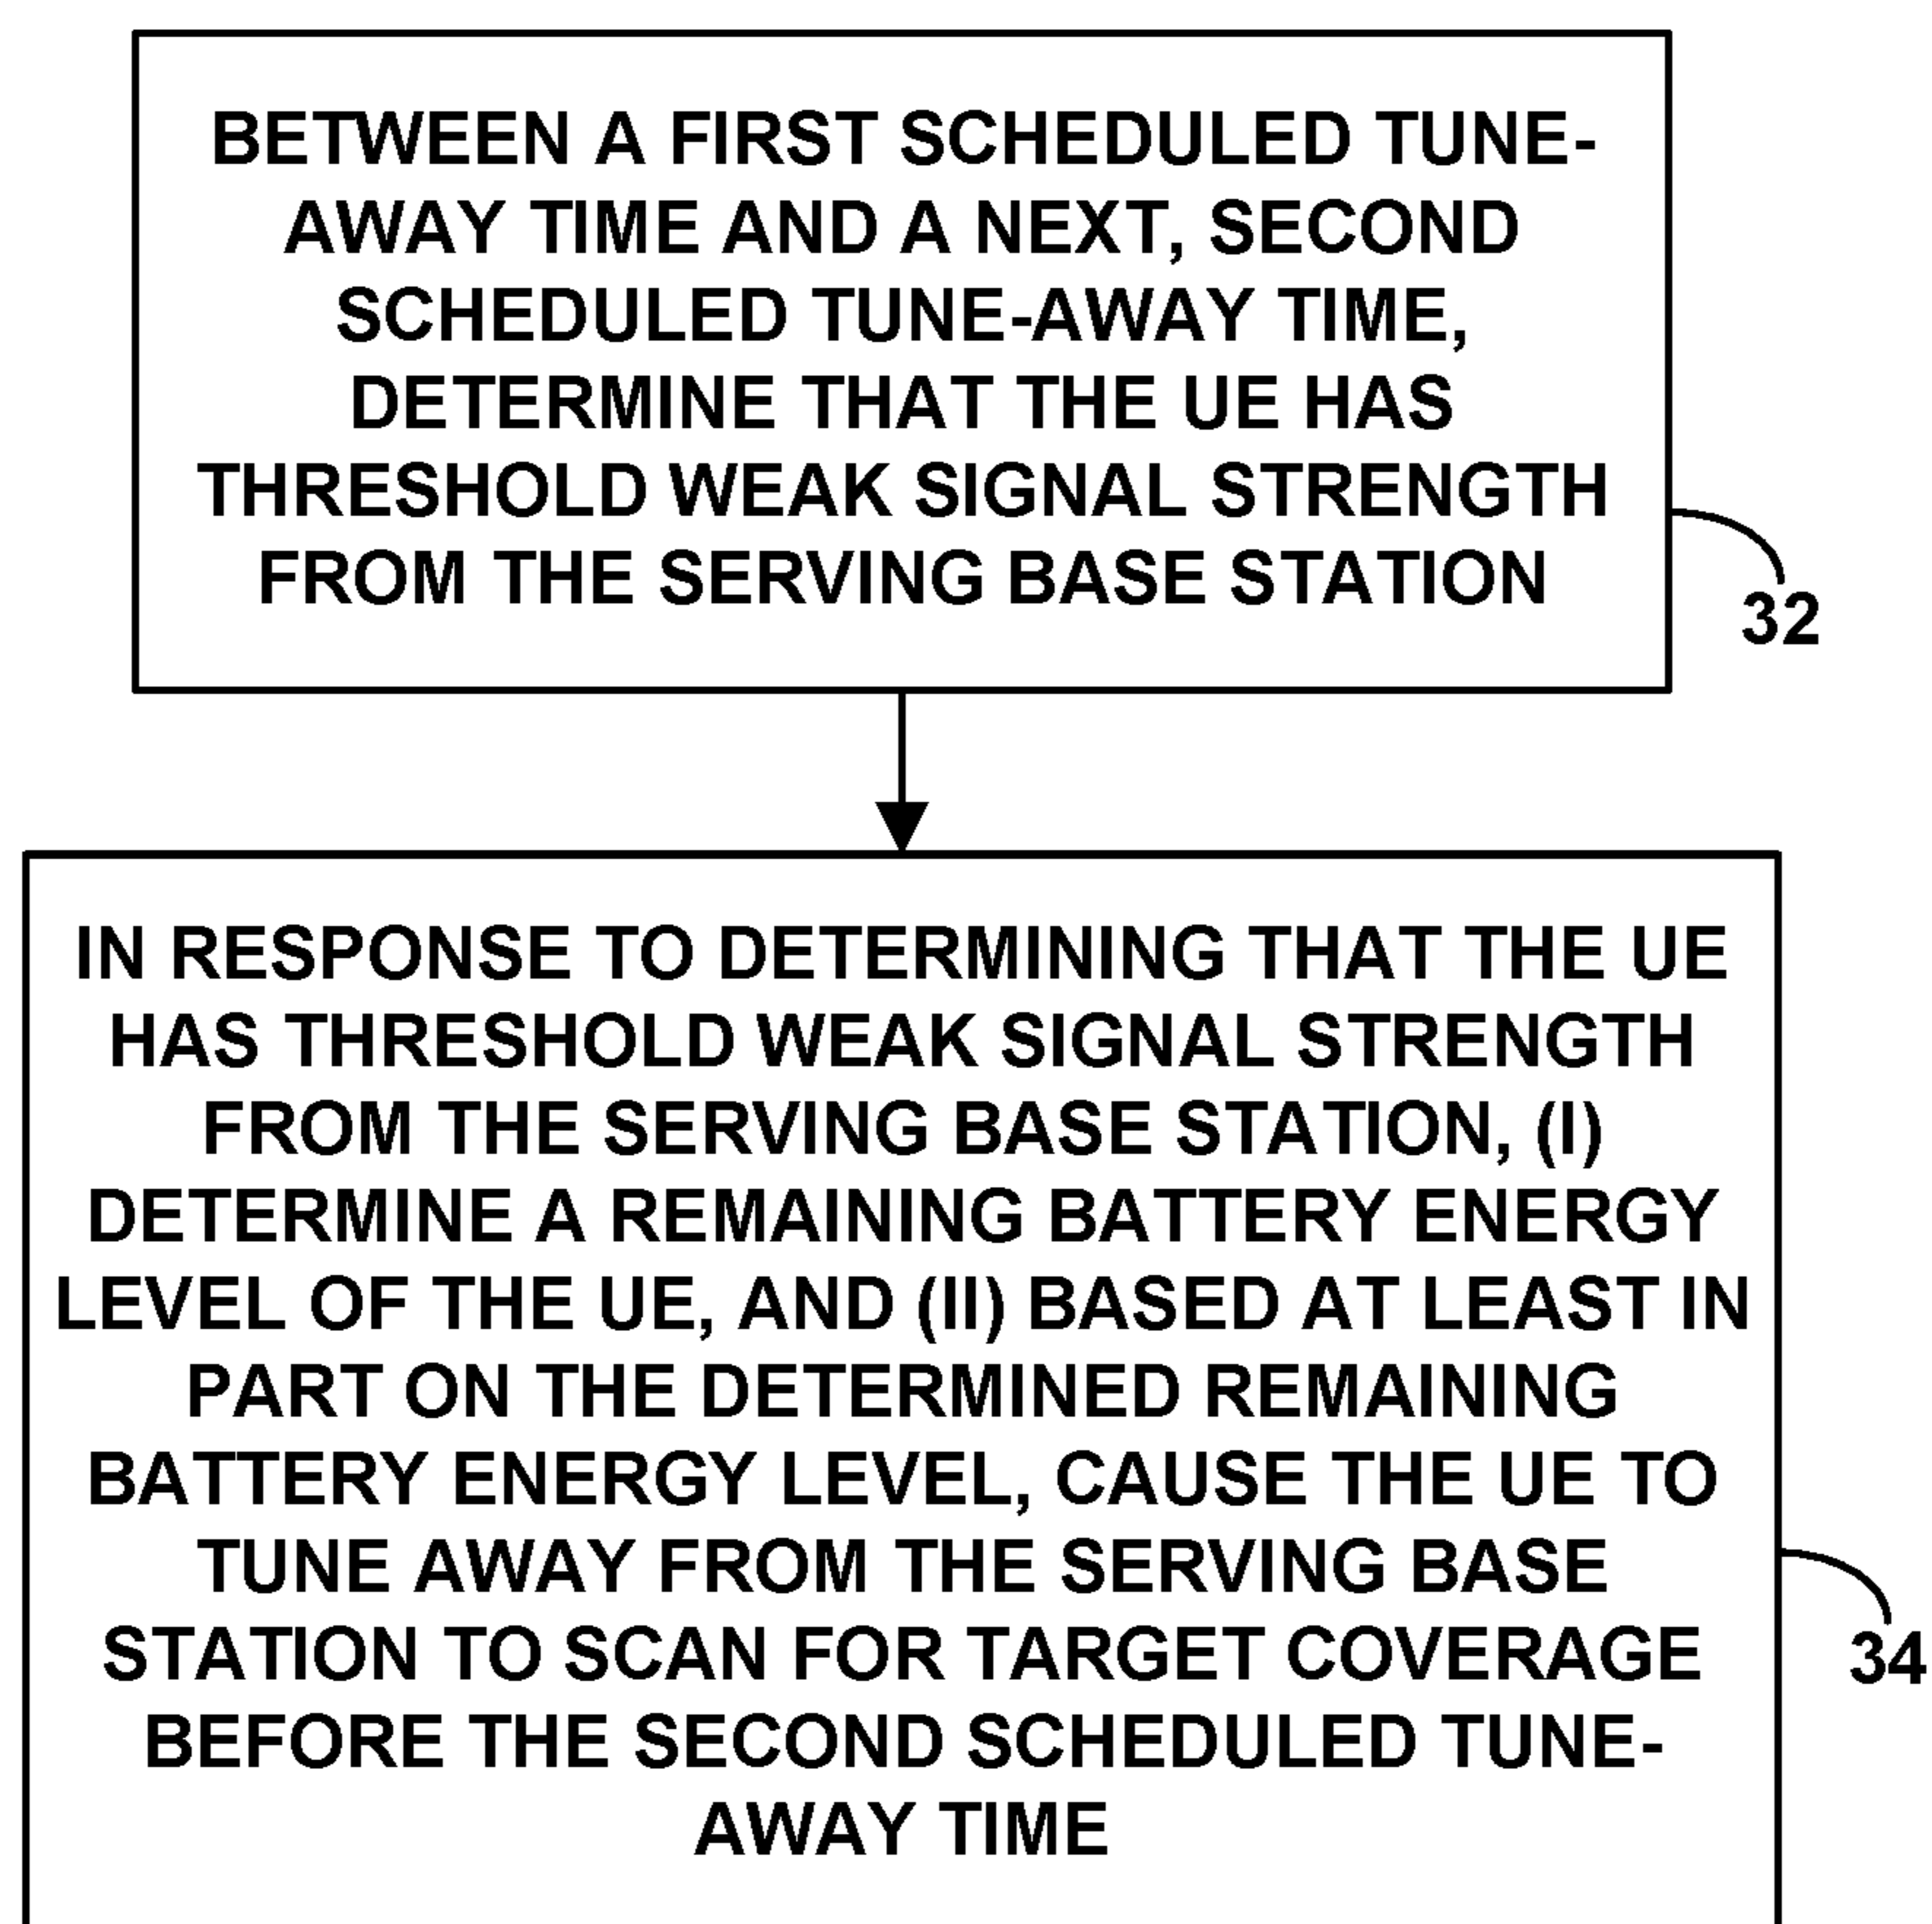 BETWEEN A FIRST SCHEDULED TUNE-
AWAY TIME AND A NEXT, SECOND
SCHEDULED TUNE-AWAY TIME,
DETERMINE THAT THE UE HAS
THRESHOLD WEAK SIGNAL STRENGTH
FROM THE SERVING BASE STATION
32
IN RESPONSE TO DETERMINING THAT THE UE
HAS THRESHOLD WEAK SIGNAL STRENGTH
FROM THE SERVING BASE STATION, (I)
DETERMINE A REMAINING BATTERY ENERGY
LEVEL OF THE UE, AND (II) BASED AT LEAST IN
PART ON THE DETERMINED REMAINING
BATTERY ENERGY LEVEL, CAUSE THE UE TO
TUNE AWAY FROM THE SERVING BASE
STATION TO SCAN FOR TARGET COVERAGE
BEFORE THE SECOND SCHEDULED TUNE-
AWAY TIME
34